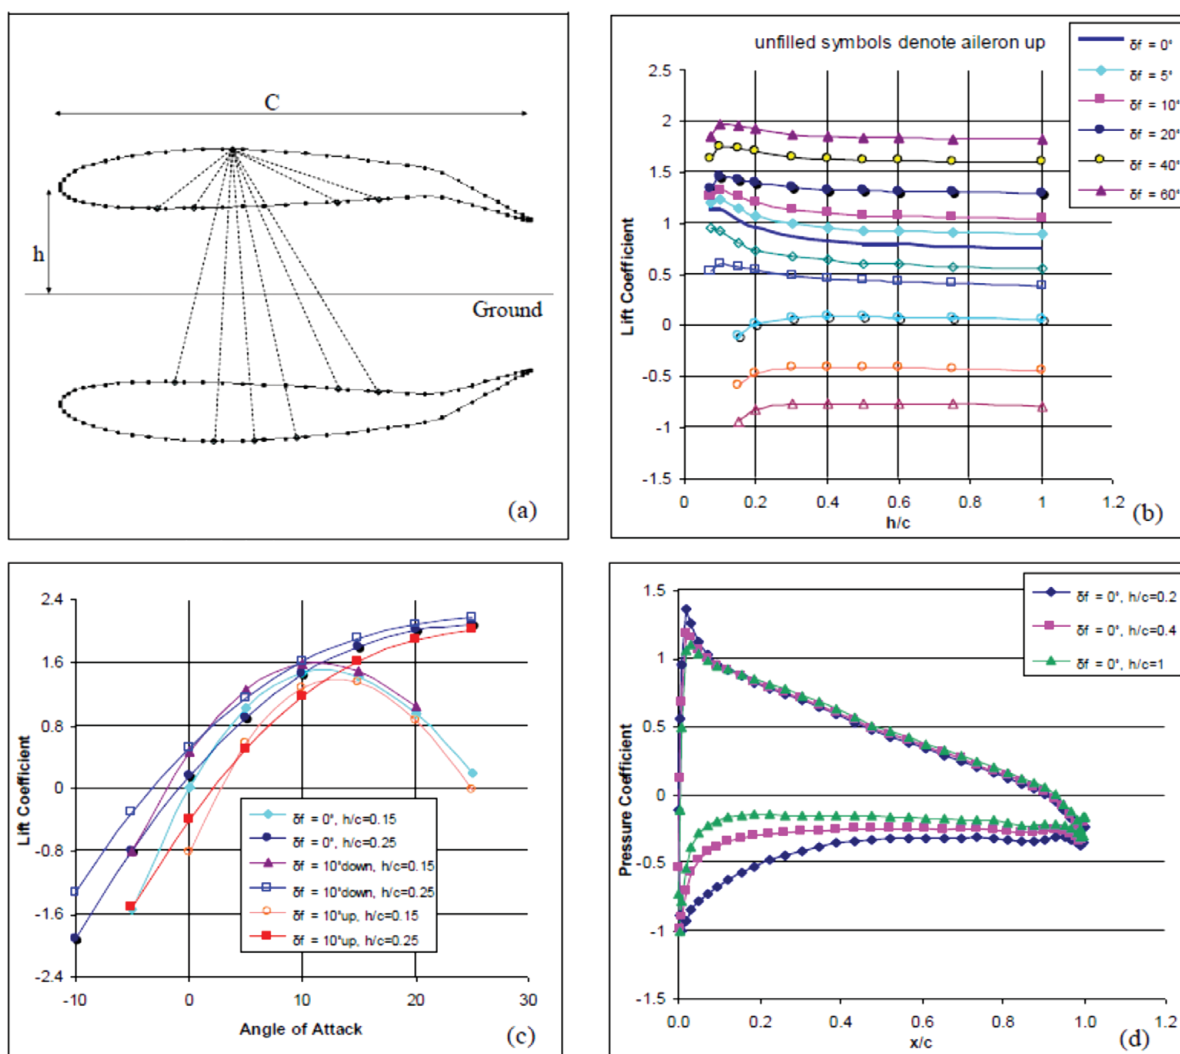 C
h
Ground
(a)
unfilled symbols denote aileron up
δf = 0°
δf = 5°
δf = 10°
δf = 20°
δf = 40°
δf = 60°
2.5
2
1.5
1
0.5
0
-0.5
-1
-1.5
Lift Coefficient
0 0.2 0.4 0.6 0.8 1 1.2
h/c
(b)
2.4
1.6
0.8
0
-0.8
-1.6
-2.4
Lift Coefficient
δf = 0°, h/c=0.15
δf = 0°, h/c=0.25
δf = 10°down, h/c=0.15
δf = 10°down, h/c=0.25
δf = 10°up, h/c=0.15
δf = 10°up, h/c=0.25
-10 0 10 20 30
Angle of Attack
(c)
δf = 0°, h/c=0.2
δf = 0°, h/c=0.4
δf = 0°, h/c=1
1.5
1
0.5
0
-0.5
-1
-1.5
Pressure Coefficient
0.0 0.2 0.4 0.6 0.8 1.0 1.2
x/c
(d)